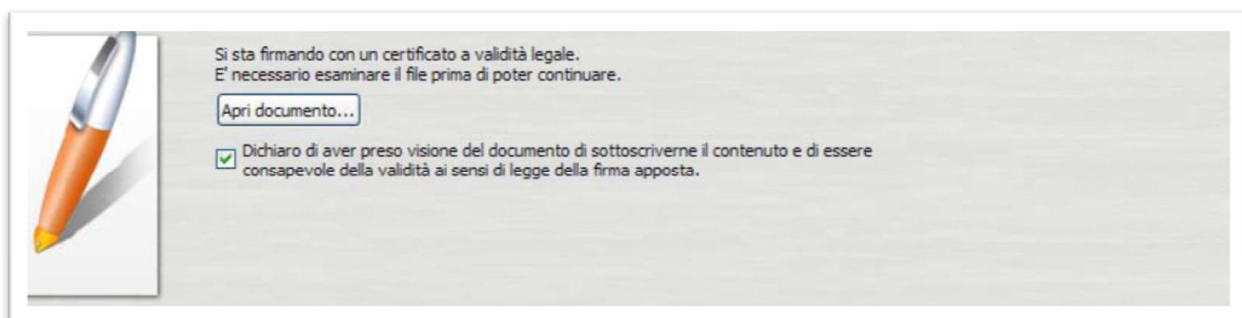 Si sta firmando con un certificato a validità legale.
E' necessario esaminare il file prima di poter continuare.
Apri documento...
Dichiaro di aver preso visione del documento di sottoscriverne il contenuto e di essere
consapevole della validità ai sensi di legge della firma apposta.